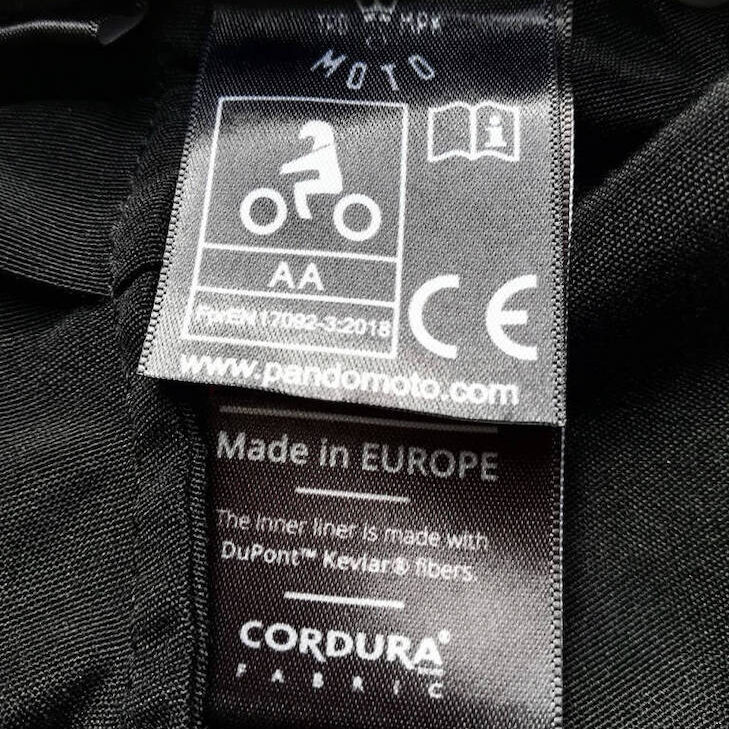 MOTO
i
AA
ForEN17092-3:2018
CE
www.pandomoto.com
Made in EUROPE
The inner liner is made with
DuPont™ Kevlar® fibers.
CORDURA®
FABRIC